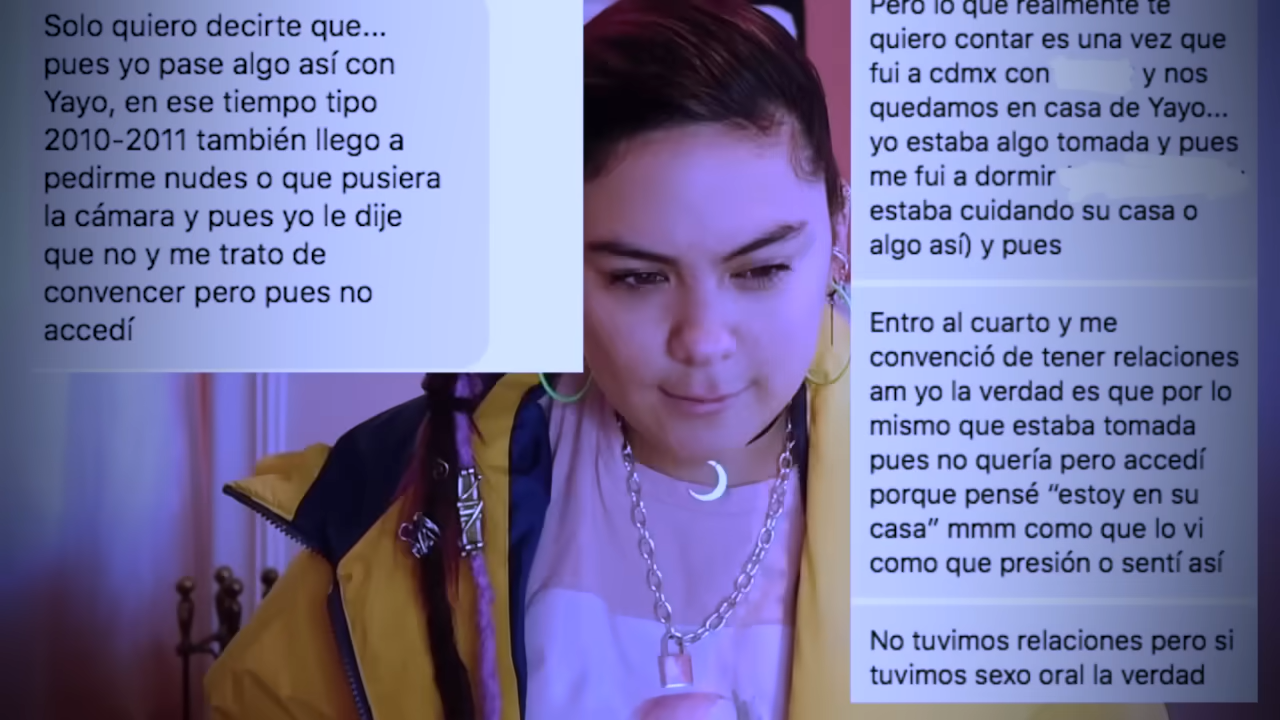 Solo quiero decirte que...
pues yo pase algo así con
Yayo, en ese tiempo tipo
2010-2011 también llego a
pedirme nudes o que pusiera
la cámara y pues yo le dije
que no y me trato de
convencer pero pues no
accedí
Pero lo que realmente te
quiero contar es una vez que
fui a cdmx con y nos
quedamos en casa de Yayo...
yo estaba algo tomada y pues
me fui a dormir
estaba cuidando su casa o
algo así) y pues
Entro al cuarto y me
convenció de tener relaciones
am yo la verdad es que por lo
mismo que estaba tomada
pues no quería pero accedí
porque pensé “estoy en su
casa” mmm como que lo vi
como que presión o sentí así
No tuvimos relaciones pero si
tuvimos sexo oral la verdad